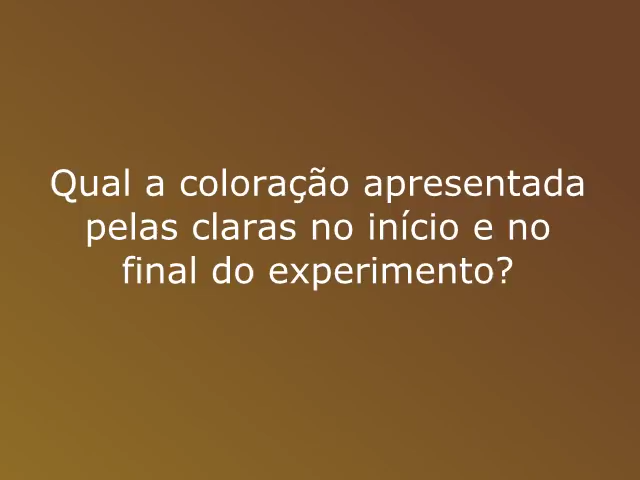 Qual a coloração apresentada
pelas claras no início e no
final do experimento?